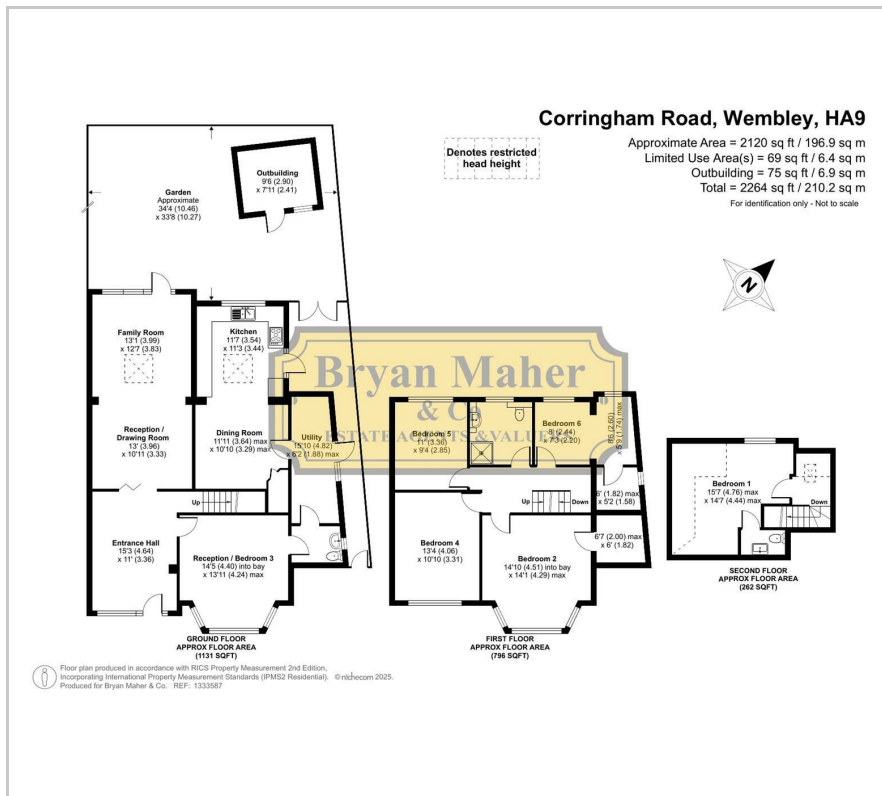 Corringham Road, Wembley, HA9
Approximate Area = 2120 sq ft / 196.9 sq m
Limited Use Area(s) = 69 sq ft / 6.4 sq m
Outbuilding = 75 sq ft / 6.9 sq m
Total = 2264 sq ft / 210.2 sq m
For identification only - Not to scale
Denotes restricted
head height
N
Outbuilding
9'6 (2.90)
x 7'11 (2.41)
Garden
Approximate
34'4 (10.46)
x 33'8 (10.27)
Family Room
13'1 (3.99)
x 12'7 (3.83)
Kitchen
11'7 (3.54)
x 11'3 (3.44)
Reception /
Drawing Room
13' (3.96)
x 10'11 (3.33)
Dining Room
11'11 (3.64) max
x 10'10 (3.29) max
Utility
15'10 (4.82)
x 6'2 (1.88) max
Up
Entrance Hall
15'3 (4.64)
x 11' (3.36)
Reception / Bedroom 3
14'5 (4.40) into bay
x 13'11 (4.24) max
GROUND FLOOR
APPROX FLOOR AREA
(1131 SQFT)
Bryan Maher
& Co
ESTATE AGENTS & VALUERS
Bedroom 5
11' (3.36)
x 9'4 (2.85)
Bedroom 6
8' (2.44)
x 7'3 (2.20)
8'6 (2.60)
x 5'9 (1.74) max
6' (1.82) max
x 5'2 (1.58)
Up
Down
Bedroom 4
13'4 (4.06)
x 10'10 (3.31)
Bedroom 2
14'10 (4.51) into bay
x 14'1 (4.29) max
6'7 (2.00) max
x 6' (1.82)
FIRST FLOOR
APPROX FLOOR AREA
(796 SQFT)
Bedroom 1
15'7 (4.76) max
x 14'7 (4.44) max
Down
SECOND FLOOR
APPROX FLOOR AREA
(262 SQFT)
Floor plan produced in accordance with RICS Property Measurement 2nd Edition,
Incorporating International Property Measurement Standards (IPMS2 Residential). © ntchecom 2025.
Produced for Bryan Maher & Co. REF: 1333587